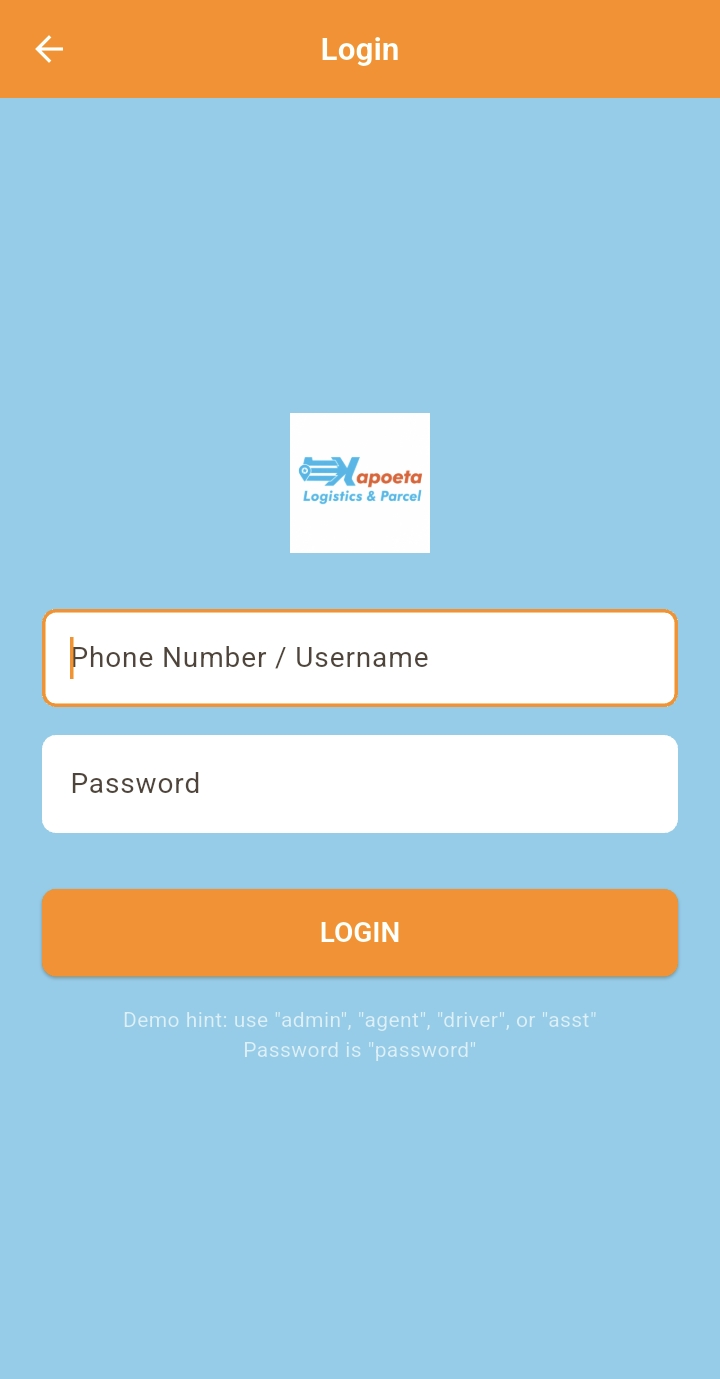 Login
Xapoeta
Logistics & Parcel
Phone Number / Username
Password
LOGIN
Demo hint: use "admin", "agent", "driver", or "asst"
Password is "password"